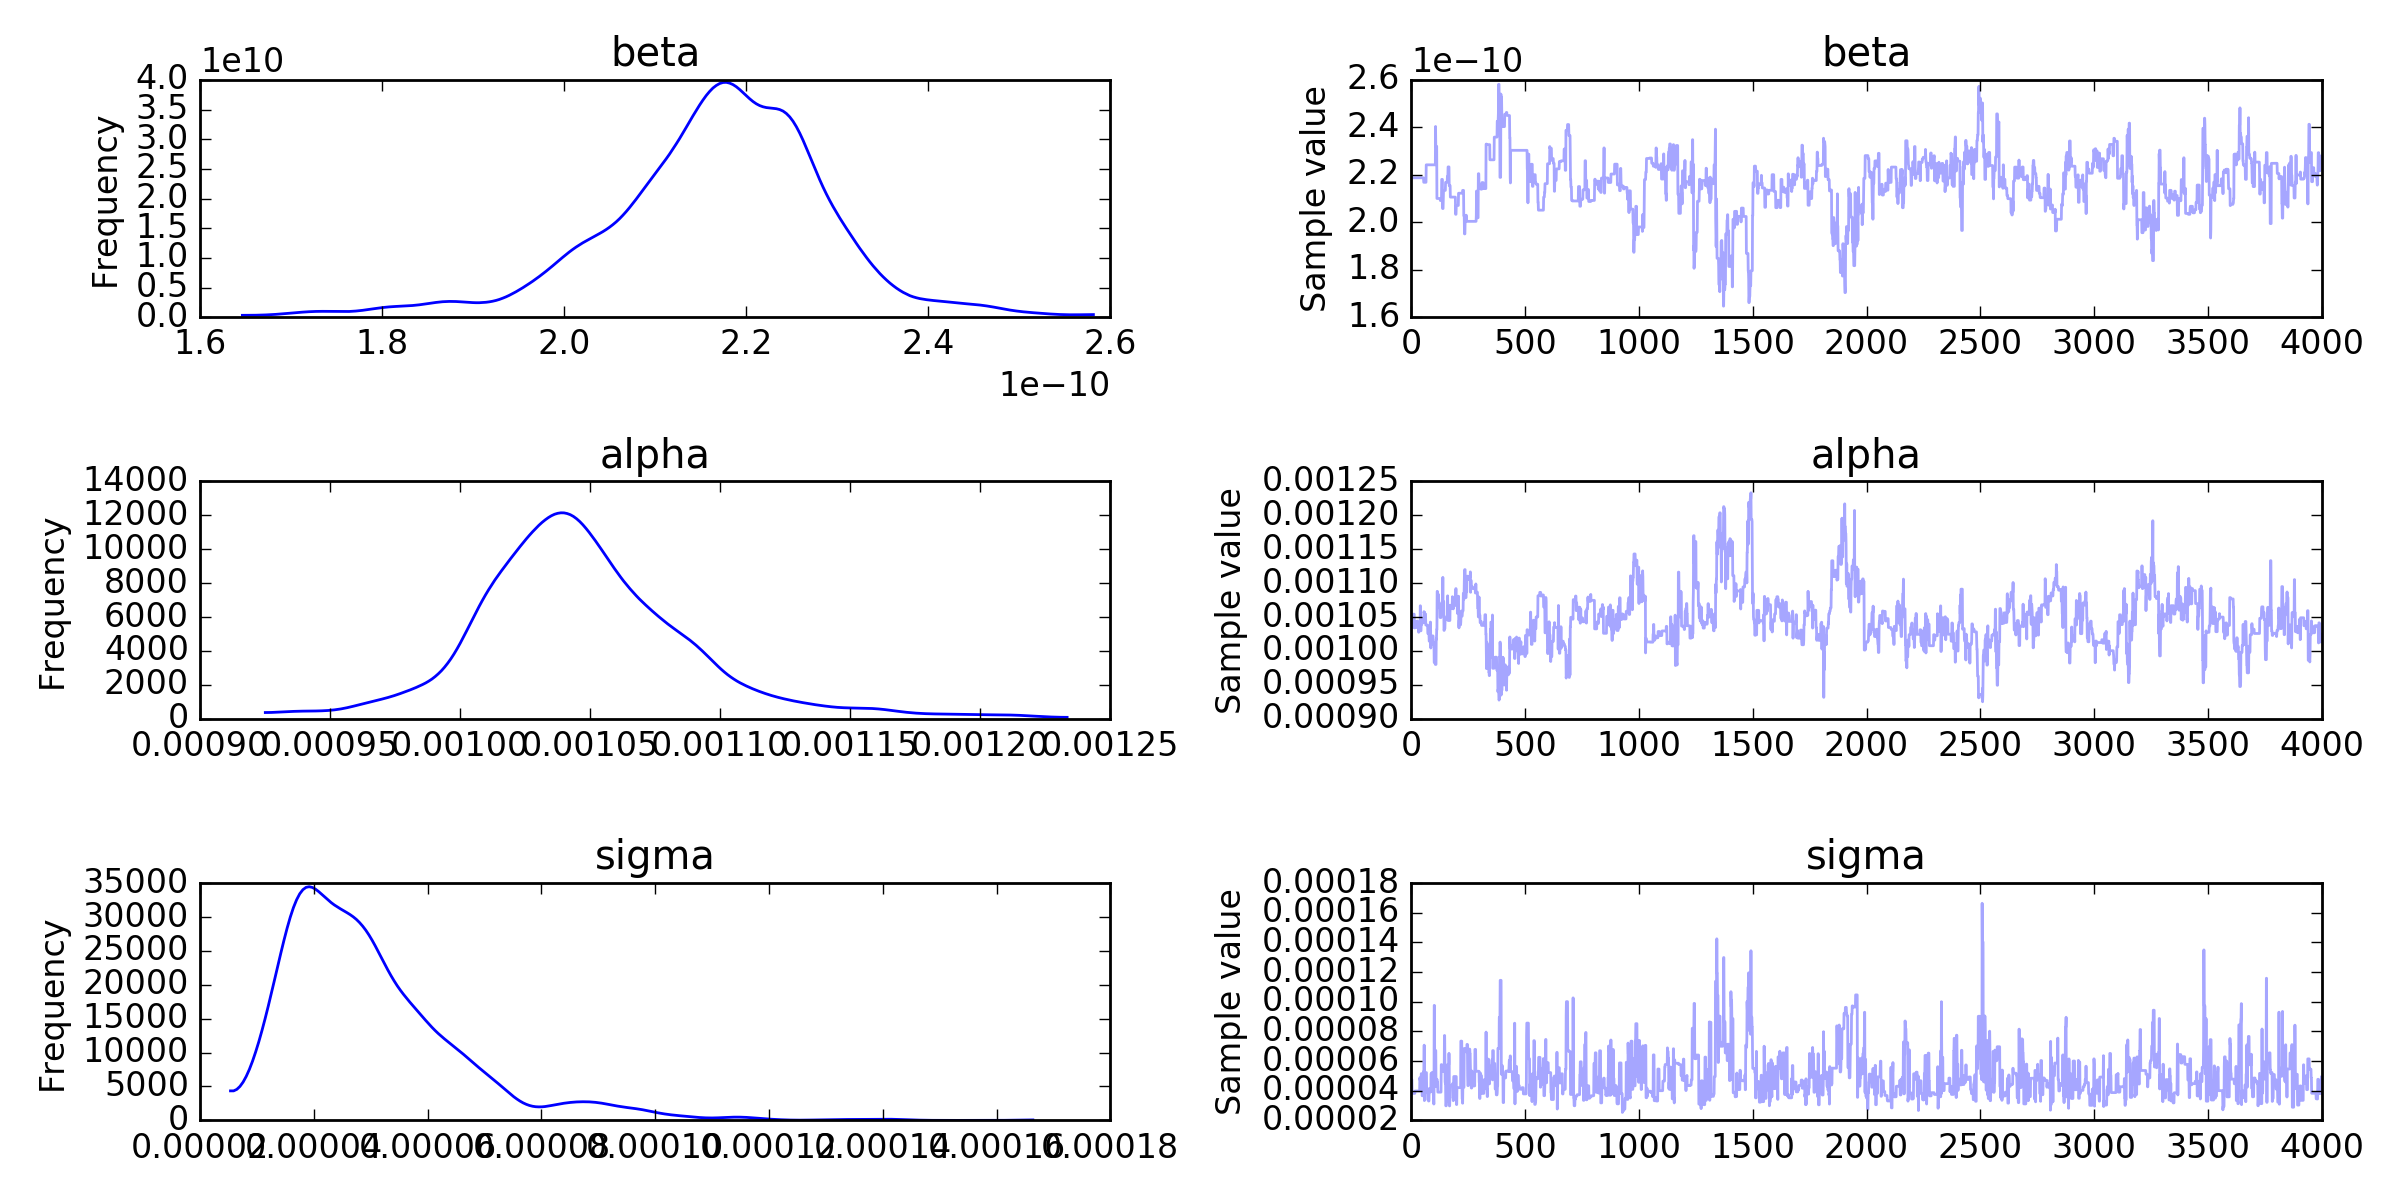 beta
1e10
Frequency
4.0
3.5
3.0
2.5
2.0
1.5
1.0
0.5
0.0
1.6 1.8 2.0 2.2 2.4 2.6
1e−10
beta
1e−10
Sample value
2.6
2.4
2.2
2.0
1.8
1.6
0 500 1000 1500 2000 2500 3000 3500 4000
alpha
Frequency
14000
12000
10000
8000
6000
4000
2000
0
0.00090 0.00095 0.00100 0.00105 0.00110 0.00115 0.00120 0.00125
alpha
Sample value
0.00125
0.00120
0.00115
0.00110
0.00105
0.00100
0.00095
0.00090
0 500 1000 1500 2000 2500 3000 3500 4000
sigma
Frequency
35000
30000
25000
20000
15000
10000
5000
0
0.00002 0.00004 0.00006 0.00008 0.00010 0.00012 0.00014 0.00016 0.00018
sigma
Sample value
0.00018
0.00016
0.00014
0.00012
0.00010
0.00008
0.00006
0.00004
0.00002
0 500 1000 1500 2000 2500 3000 3500 4000